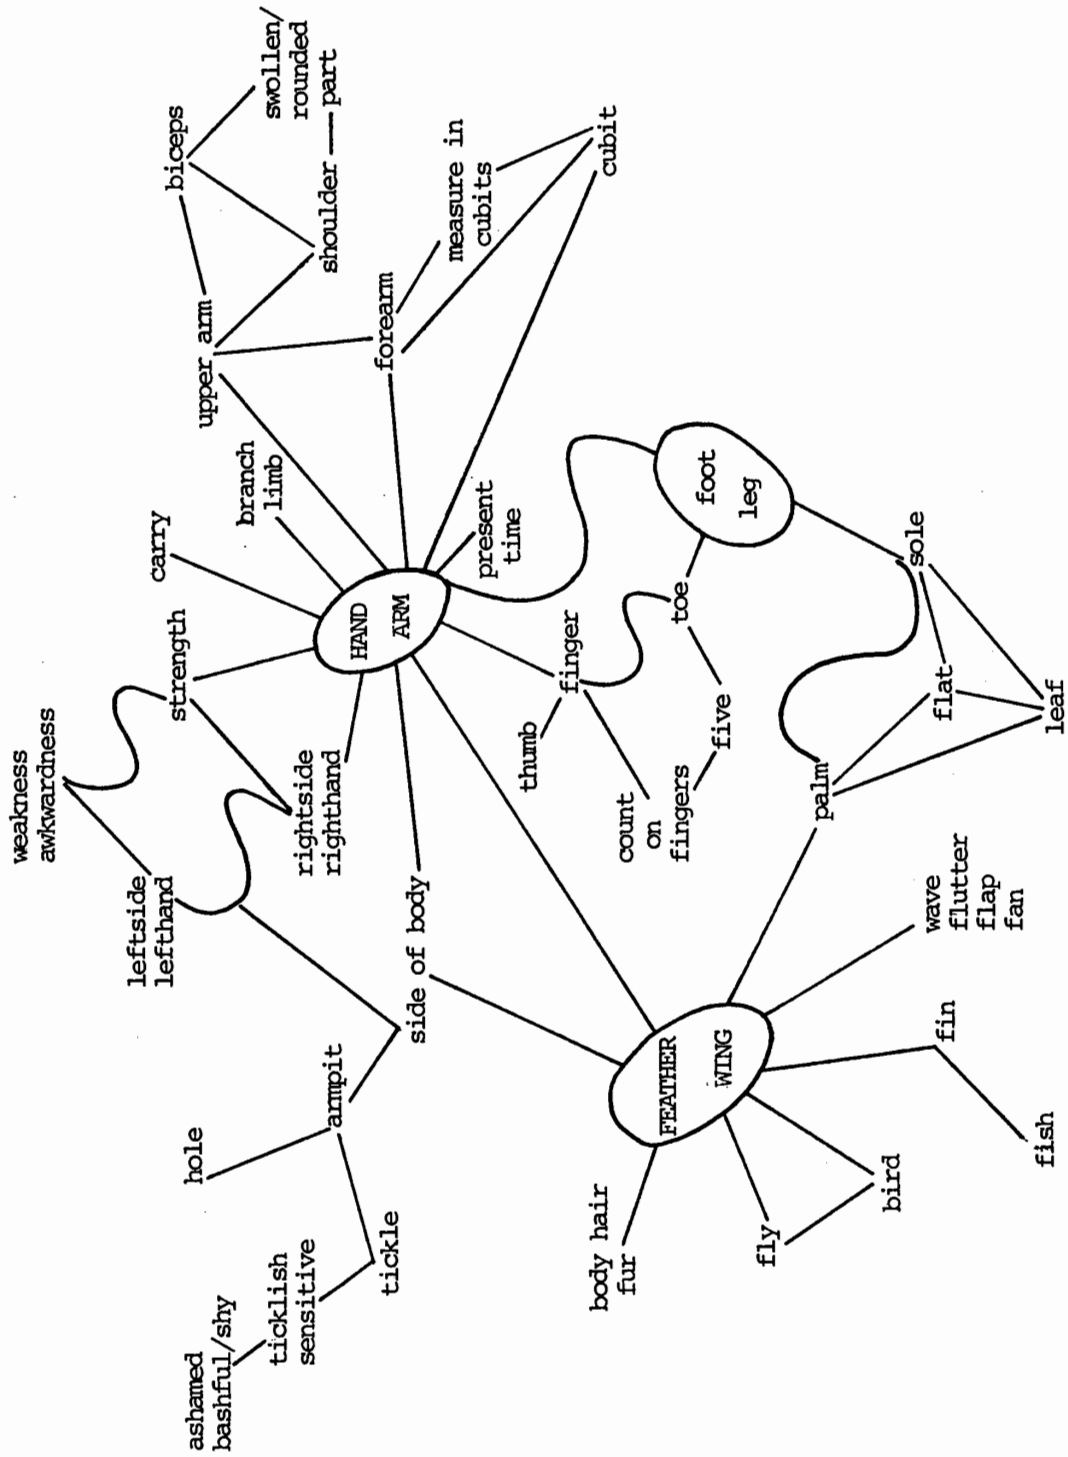 weakness
awkwardness
leftside
lefthand
strength
carry
branch
limb
upper arm
biceps
swollen/
rounded
shoulder
part
forearm
measure in
cubits
cubit
HAND
ARM
rightside
righthand
present
time
hole
armpit
side of body
ashamed
bashful/shy
ticklish
sensitive
tickle
finger
thumb
count
on
fingers
five
toe
foot
leg
sole
flat
leaf
palm
FEATHER
WING
body hair
fur
fly
bird
fin
fish
wave
flutter
flap
fan